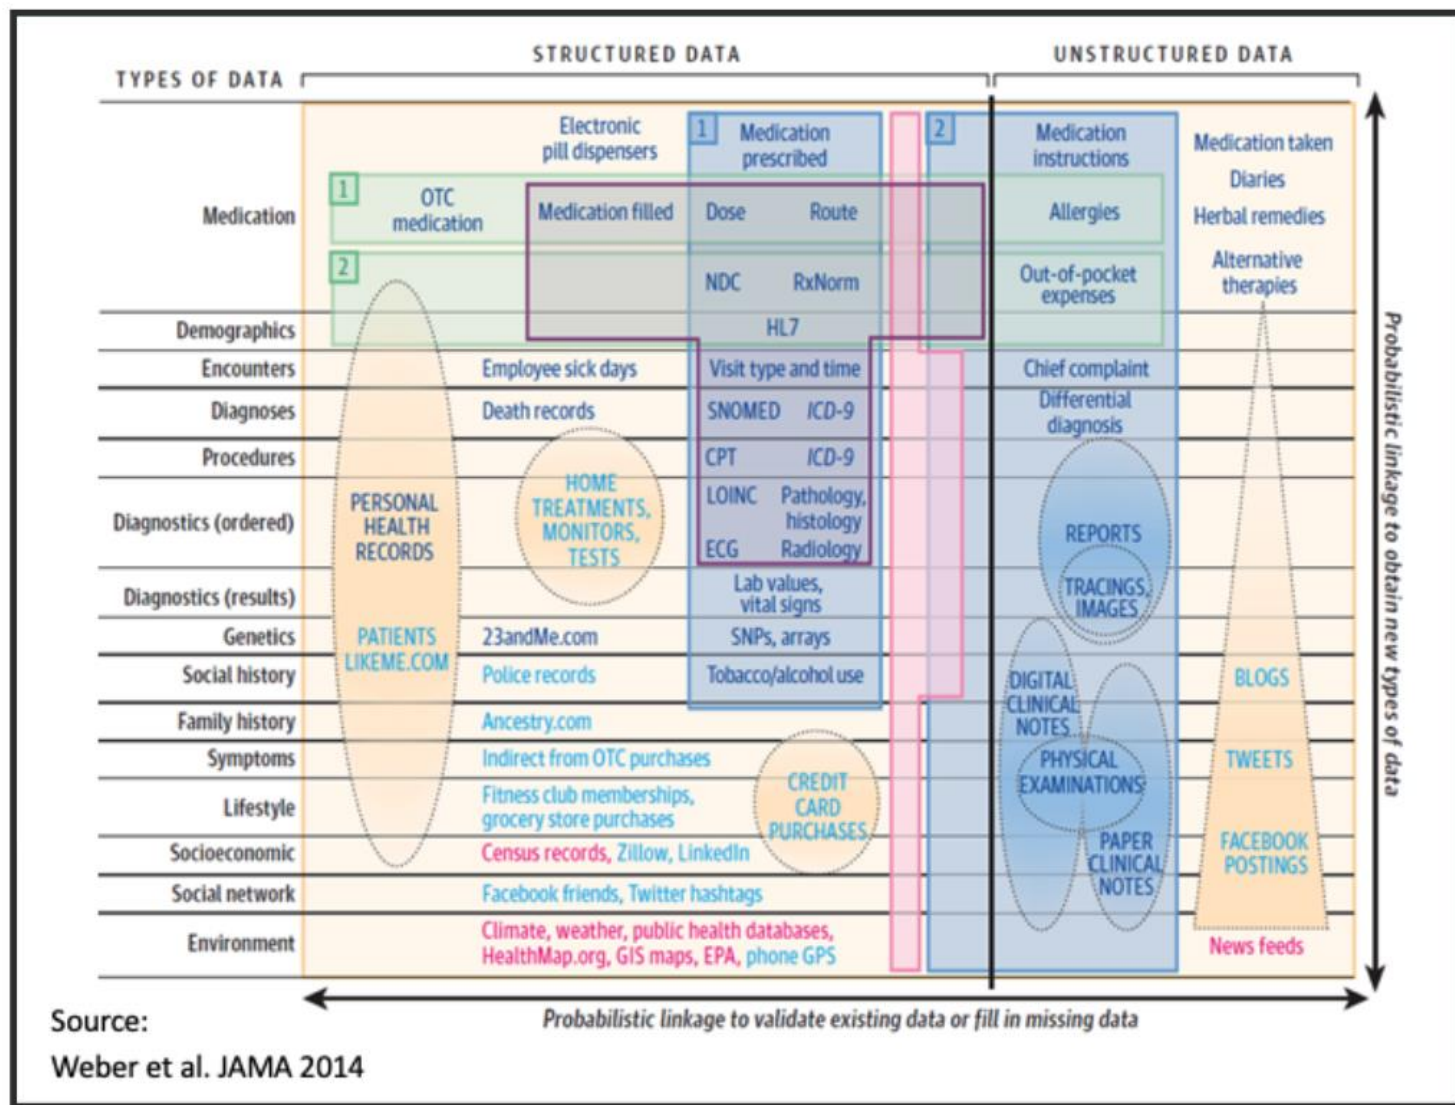 STRUCTURED DATA
UNSTRUCTURED DATA
TYPES OF DATA
Medication
Electronic
pill dispensers
1
Medication
prescribed
2
Medication
instructions
Medication taken
Diaries
Herbal remedies
Alternative
therapies
1
OTC
medication
Medication filled
Dose
Route
Allergies
2
NDC
RxNorm
Out-of-pocket
expenses
Demographics
HL7
Encounters
Employee sick days
Visit type and time
Chief complaint
Diagnoses
Death records
SNOMED
ICD-9
Differential
diagnosis
Procedures
CPT
ICD-9
Diagnostics (ordered)
PERSONAL
HEALTH
RECORDS
HOME
TREATMENTS,
MONITORS,
TESTS
LOINC
Pathology,
histology
ECG
Radiology
REPORTS
Diagnostics (results)
Lab values,
vital signs
TRACINGS,
IMAGES
Genetics
PATIENTS
LIKEME.COM
23andMe.com
SNPs, arrays
Social history
Police records
Tobacco/alcohol use
DIGITAL
CLINICAL
NOTES
BLOGS
Family history
Ancestry.com
Symptoms
Indirect from OTC purchases
PHYSICAL
EXAMINATIONS
TWEETS
Lifestyle
Fitness club memberships,
grocery store purchases
CREDIT
CARD
PURCHASES
Socioeconomic
Census records, Zillow, LinkedIn
PAPER
CLINICAL
NOTES
FACEBOOK
POSTINGS
Social network
Facebook friends, Twitter hashtags
Environment
Climate, weather, public health databases,
HealthMap.org, GIS maps, EPA, phone GPS
News feeds
Probabilistic linkage to obtain new types of data
Probabilistic linkage to validate existing data or fill in missing data
Source:
Weber et al. JAMA 2014